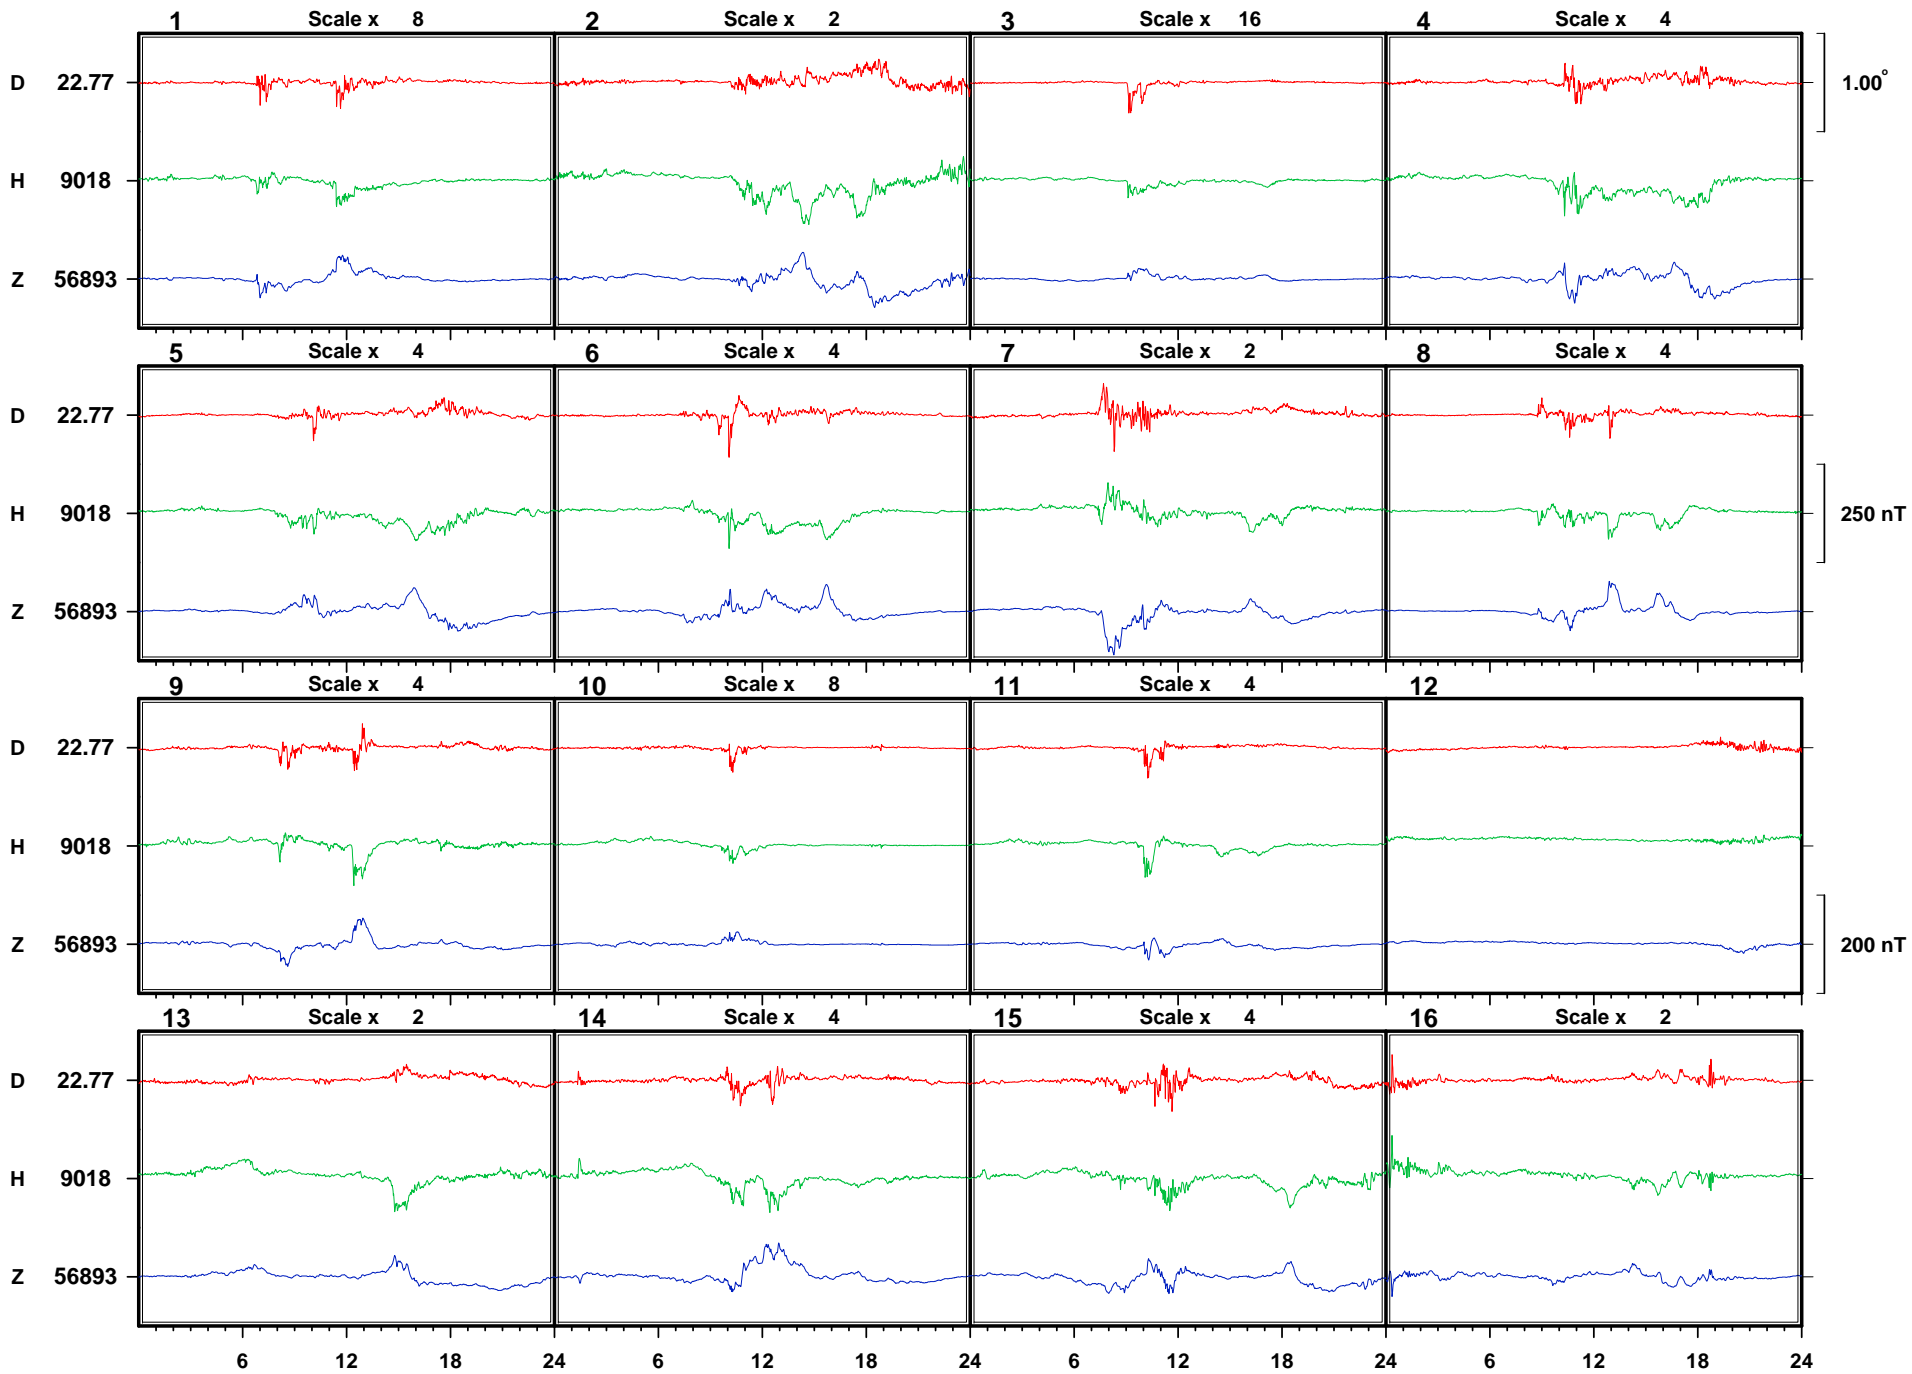 1 Scale x 8 2 Scale x 2 3 Scale x 16 4 Scale x 4
D 22.77 1.00°
H 9018
Z 56893
5 Scale x 4 6 Scale x 4 7 Scale x 2 8 Scale x 4
D 22.77
H 9018 250 nT
Z 56893
9 Scale x 4 10 Scale x 8 11 Scale x 4 12
D 22.77
H 9018
Z 56893 200 nT
13 Scale x 2 14 Scale x 4 15 Scale x 4 16 Scale x 2
D 22.77
H 9018
Z 56893
6 12 18 24 6 12 18 24 6 12 18 24 6 12 18 24